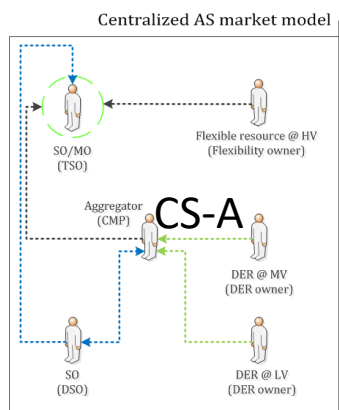 Centralized AS market model
SO/MO
(TSO)
Flexible resource @ HV
(Flexibility owner)
Aggregator
(CMP)
CS-A
DER @ MV
(DER owner)
SO
(DSO)
DER @ LV
(DER owner)